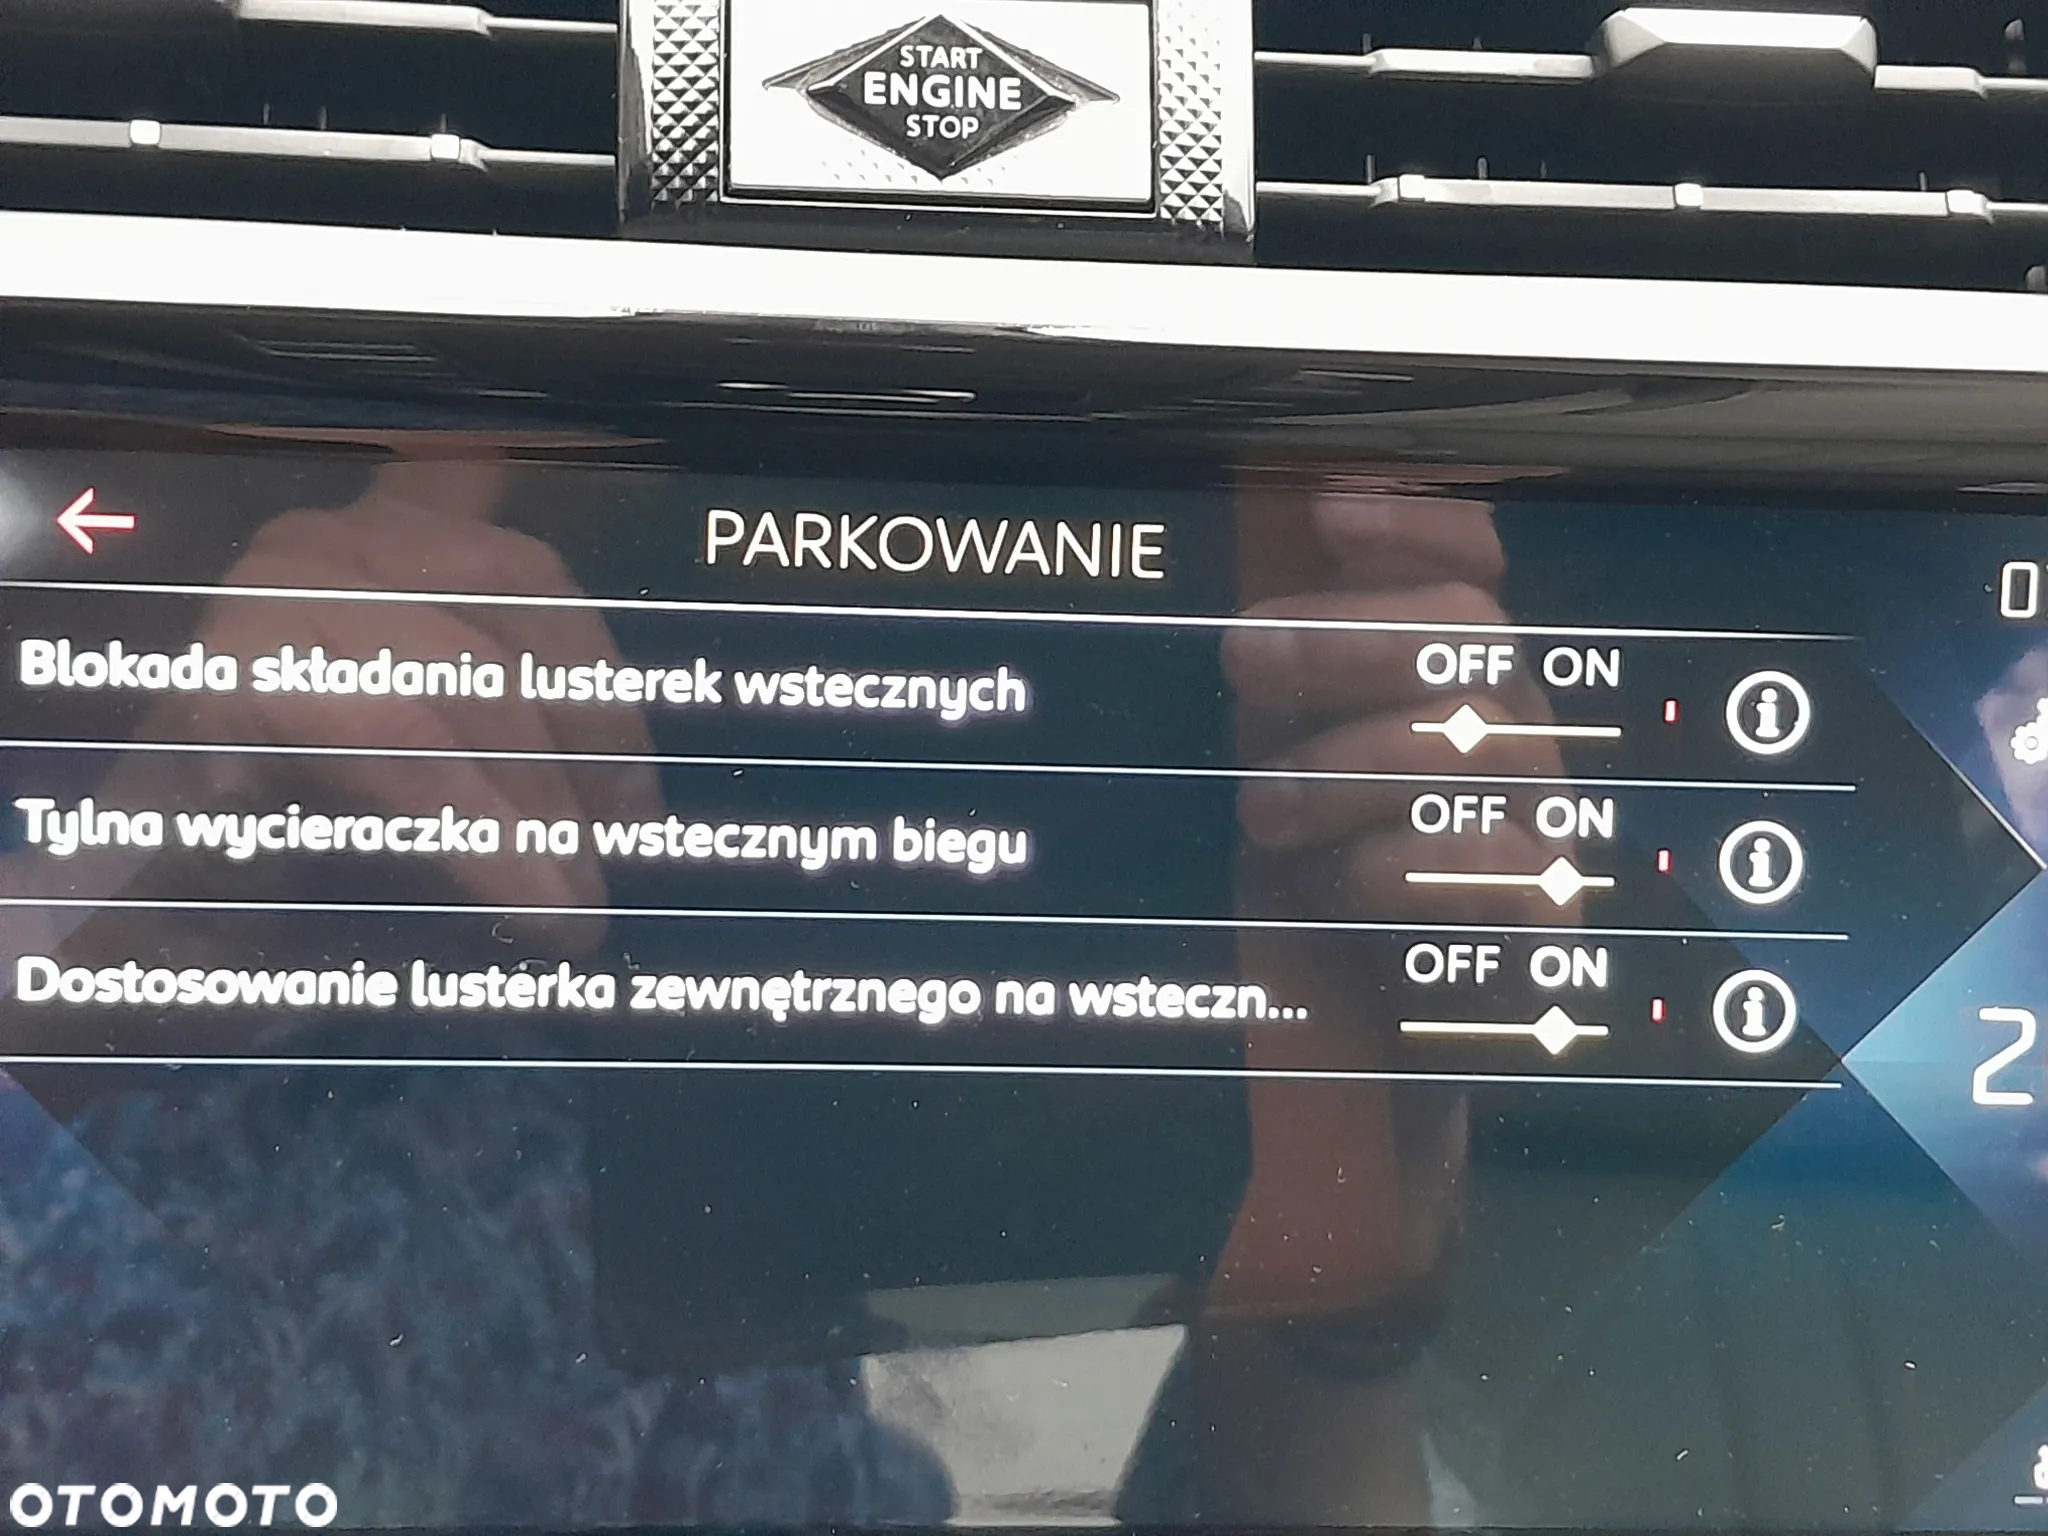 START
ENGINE
STOP
PARKOWANIE
Blokada składania lusterek wstecznych OFF ON
Tylna wycieraczka na wstecznym biegu OFF ON
Dostosowanie lusterka zewnętrznego na wsteczn... OFF ON
2
OTOMOTO